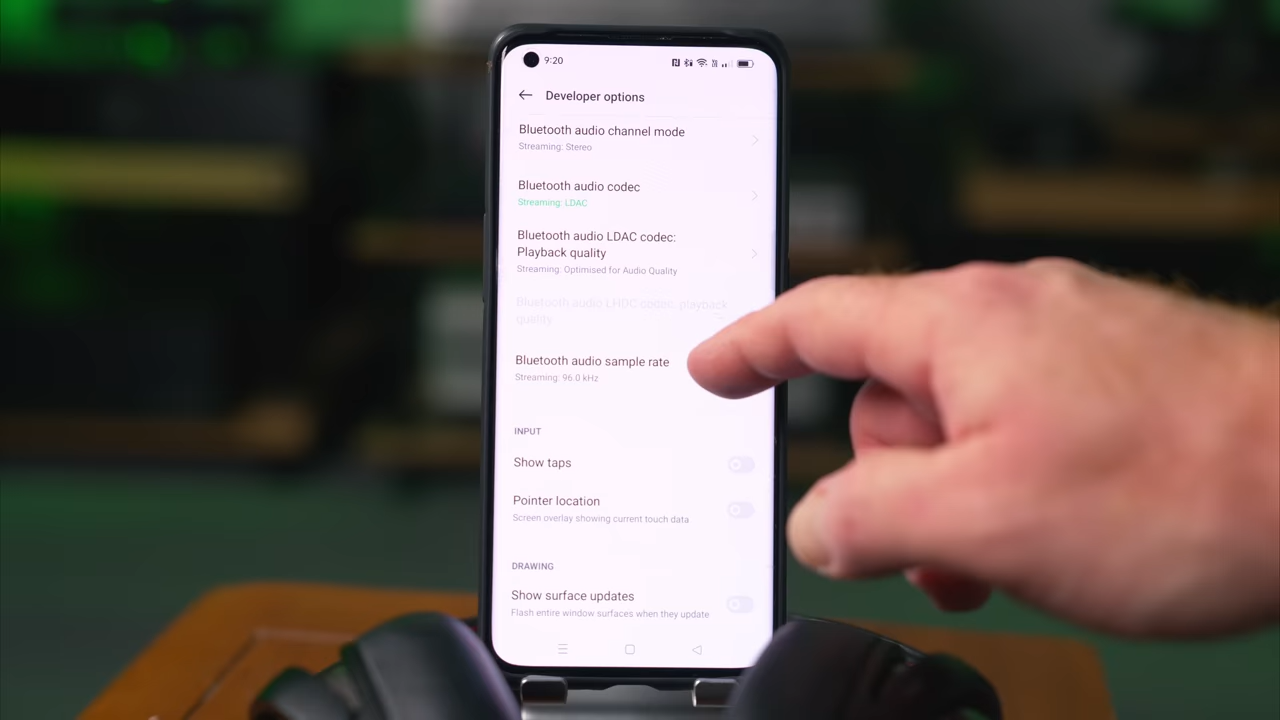 9:20
Developer options
Bluetooth audio channel mode
Streaming: Stereo
Bluetooth audio codec
Streaming: LDAC
Bluetooth audio LDAC codec:
Playback quality
Streaming: Optimised for Audio Quality
Bluetooth audio LHDC codec: playback
quality
Bluetooth audio sample rate
Streaming: 96.0 kHz
INPUT
Show taps
Pointer location
Screen overlay showing current touch data
DRAWING
Show surface updates
Flash entire window surfaces when they update